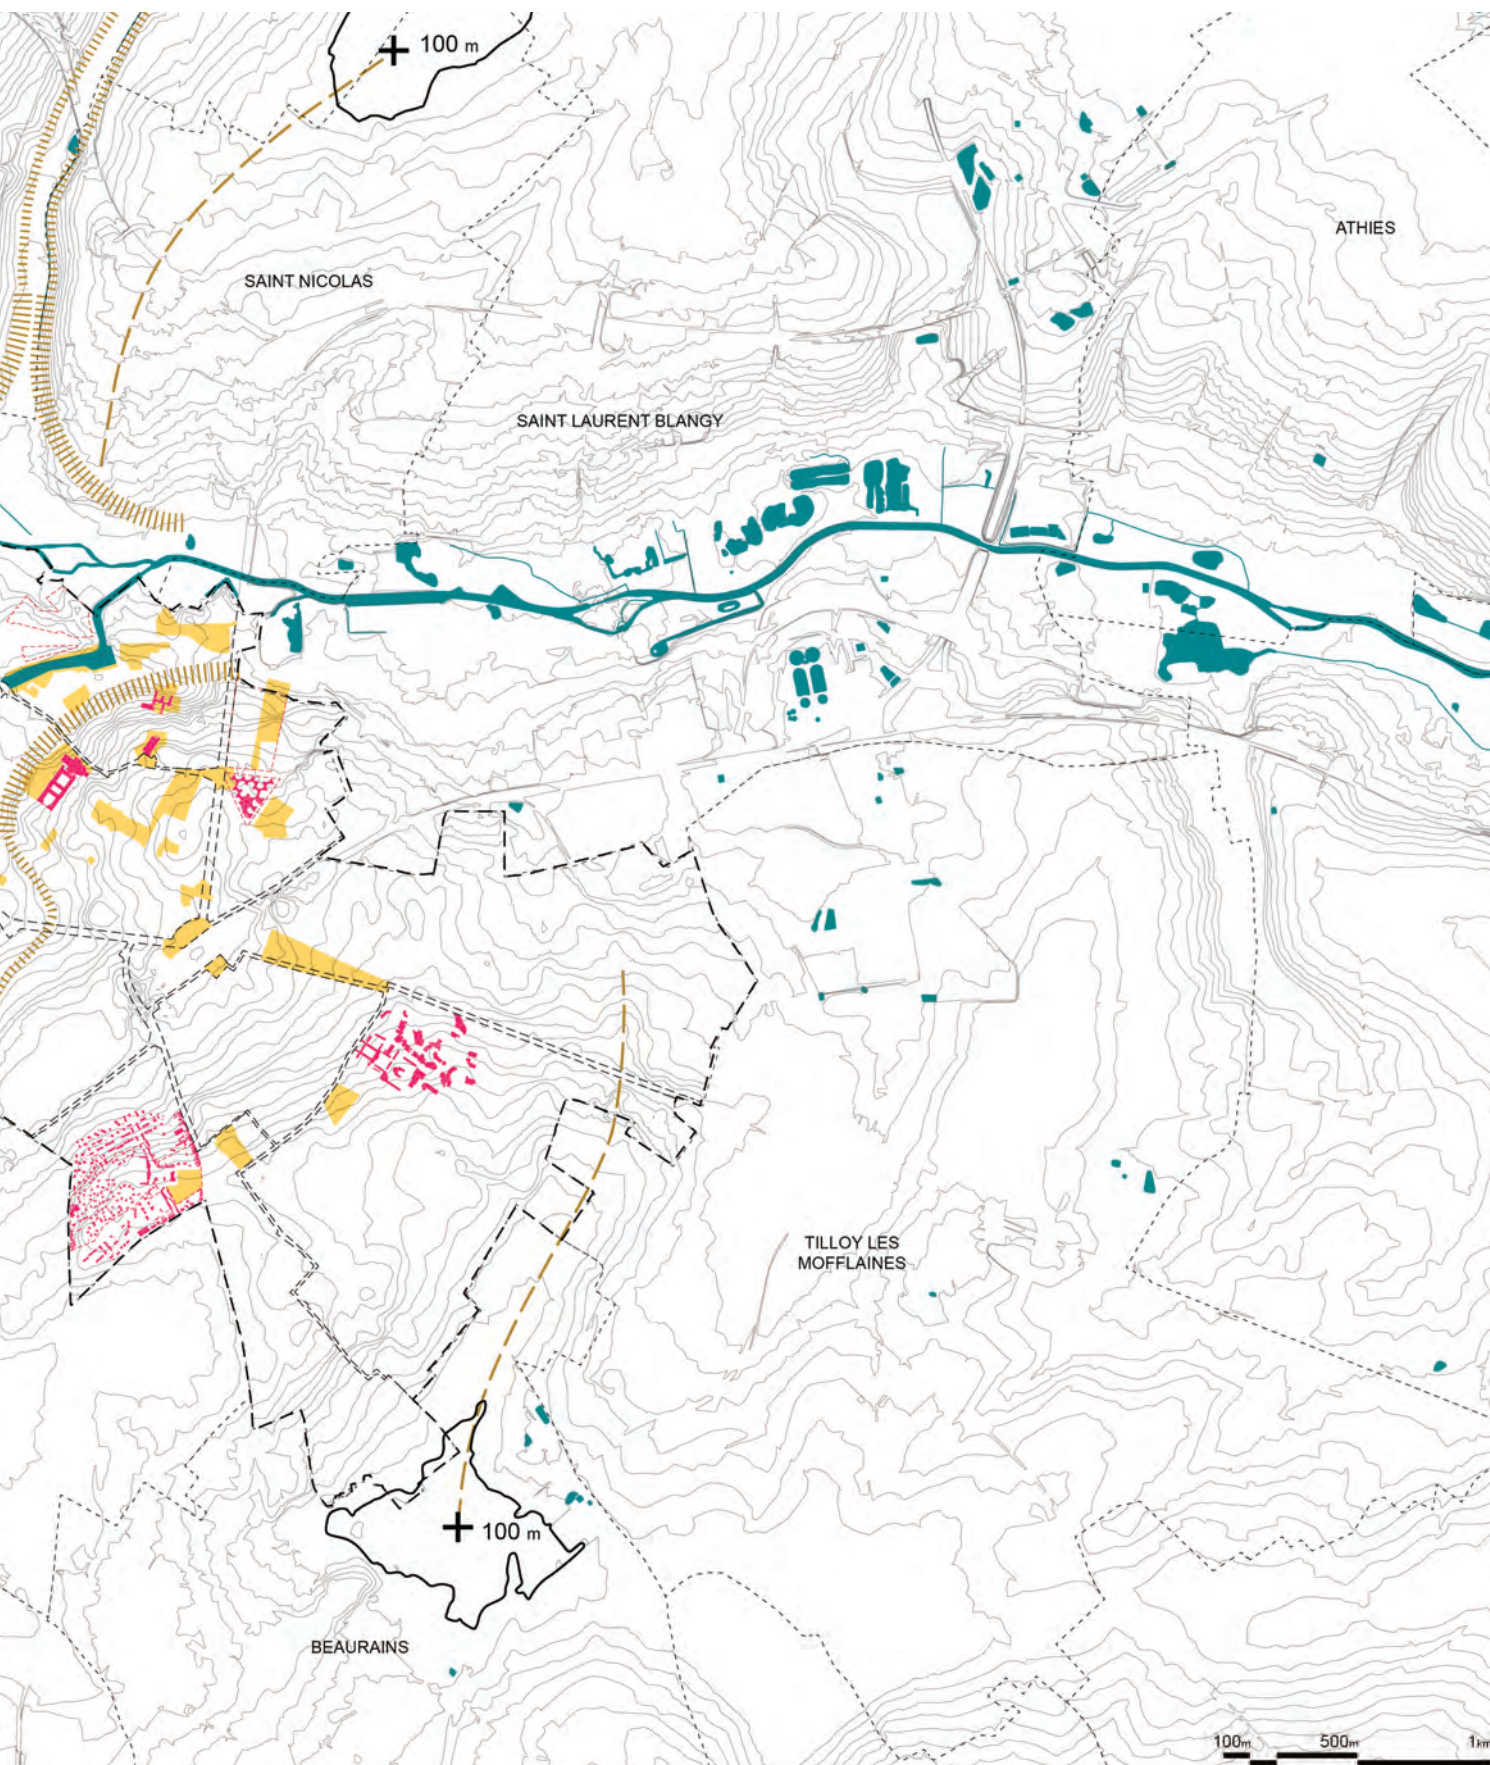 100 m
ATHIES
SAINT NICOLAS
SAINT LAURENT BLANGY
TILLOY LES
MOFFLAINES
100 m
BEAURAINS
100m 500m 1km